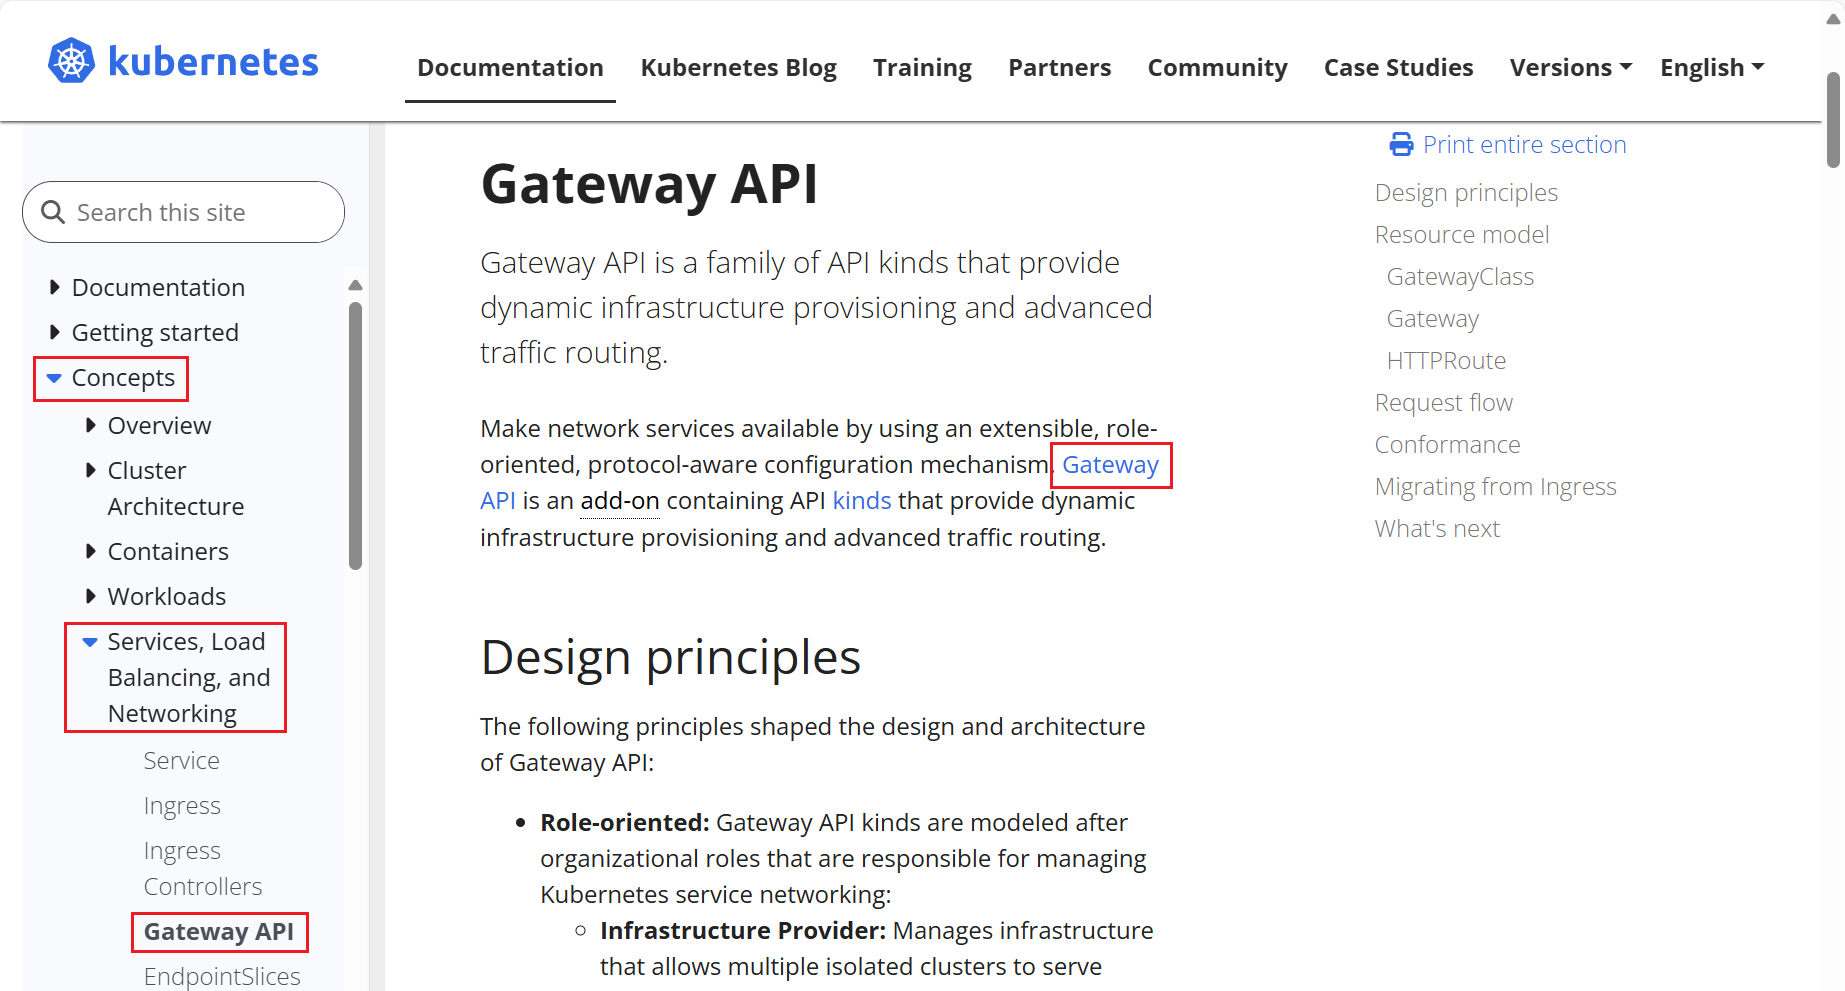 kubernetes
Documentation Kubernetes Blog Training Partners Community Case Studies Versions English
Search this site
Documentation
Getting started
Concepts
Overview
Cluster
Architecture
Containers
Workloads
Services, Load
Balancing, and
Networking
Service
Ingress
Ingress
Controllers
Gateway API
EndpointSlices
Gateway API
Gateway API is a family of API kinds that provide
dynamic infrastructure provisioning and advanced
traffic routing.
Make network services available by using an extensible, role-
oriented, protocol-aware configuration mechanism. Gateway
API is an add-on containing API kinds that provide dynamic
infrastructure provisioning and advanced traffic routing.
Design principles
The following principles shaped the design and architecture
of Gateway API:
Role-oriented: Gateway API kinds are modeled after
organizational roles that are responsible for managing
Kubernetes service networking:
Infrastructure Provider: Manages infrastructure
that allows multiple isolated clusters to serve
Print entire section
Design principles
Resource model
GatewayClass
Gateway
HTTPRoute
Request flow
Conformance
Migrating from Ingress
What's next